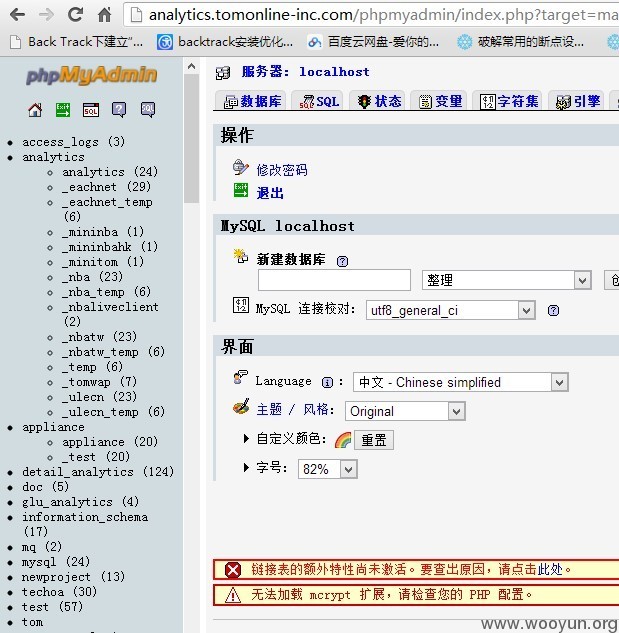 analytics.tomonline-inc.com/phpmyadmin/index.php?target=ma
Back Track下建立“...
backtrack安装优化...
百度云网盘-爱你的...
破解常用的断点设...
phpMyAdmin
Exit
SQL
SQL
access_logs (3)
analytics
analytics (24)
_eachnet (29)
_eachnet_temp
(6)
_mininba (1)
_mininbahk (1)
_minitom (1)
_nba (23)
_nba_temp (6)
_nbaliveclient
(2)
_nbatw (23)
_nbatw_temp (6)
_temp (6)
_tomwap (7)
_ulecn (23)
_ulecn_temp (6)
appliance
appliance (20)
_test (20)
detail_analytics (124)
doc (5)
glu_analytics (4)
information_schema
(17)
mq (2)
mysql (24)
newproject (13)
techoa (30)
test (57)
tom
服务器: localhost
数据库
SQL
状态
变量
字符集
引擎
操作
修改密码
Exit
退出
MySQL localhost
新建数据库
整理
MySQL 连接校对:
utf8_general_ci
界面
Language :
中文 - Chinese simplified
主题 / 风格:
Original
自定义颜色:
重置
字号:
82%
链接表的额外特性尚未激活。要查出原因，请点击此处。
无法加载 mcrypt 扩展，请检查您的 PHP 配置。
www.wooyun.org